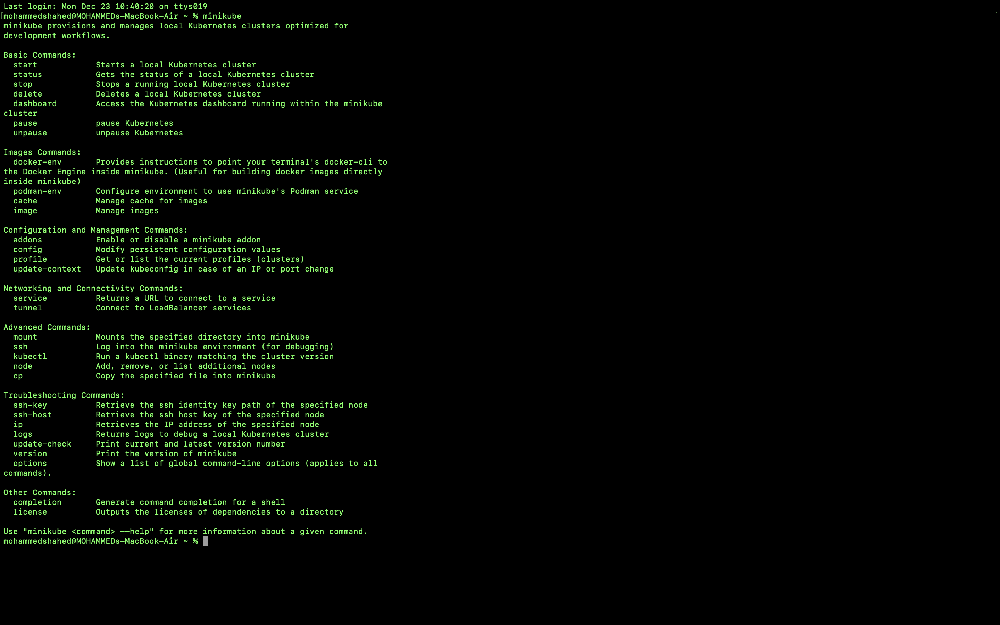 Last login: Mon Dec 23 10:40:20 on ttys019
[mohammedshahed@MOHAMMEDs-MacBook-Air ~ % minikube ]
minikube provisions and manages local Kubernetes clusters optimized for
development workflows.

Basic Commands:
  start            Starts a local Kubernetes cluster
  status           Gets the status of a local Kubernetes cluster
  stop             Stops a running local Kubernetes cluster
  delete           Deletes a local Kubernetes cluster
  dashboard        Access the Kubernetes dashboard running within the minikube
cluster
  pause            pause Kubernetes
  unpause          unpause Kubernetes

Images Commands:
  docker-env       Provides instructions to point your terminal's docker-cli to
the Docker Engine inside minikube. (Useful for building docker images directly
inside minikube)
  podman-env       Configure environment to use minikube's Podman service
  cache            Manage cache for images
  image            Manage images

Configuration and Management Commands:
  addons           Enable or disable a minikube addon
  config           Modify persistent configuration values
  profile          Get or list the current profiles (clusters)
  update-context   Update kubeconfig in case of an IP or port change

Networking and Connectivity Commands:
  service          Returns a URL to connect to a service
  tunnel           Connect to LoadBalancer services

Advanced Commands:
  mount            Mounts the specified directory into minikube
  ssh              Log into the minikube environment (for debugging)
  kubectl          Run a kubectl binary matching the cluster version
  node             Add, remove, or list additional nodes
  cp               Copy the specified file into minikube

Troubleshooting Commands:
  ssh-key          Retrieve the ssh identity key path of the specified node
  ssh-host         Retrieve the ssh host key of the specified node
  ip               Retrieves the IP address of the specified node
  logs             Returns logs to debug a local Kubernetes cluster
  update-check     Print current and latest version number
  version          Print the version of minikube
  options          Show a list of global command-line options (applies to all
commands).

Other Commands:
  completion       Generate command completion for a shell
  license          Outputs the licenses of dependencies to a directory

Use "minikube <command> --help" for more information about a given command.
mohammedshahed@MOHAMMEDs-MacBook-Air ~ %